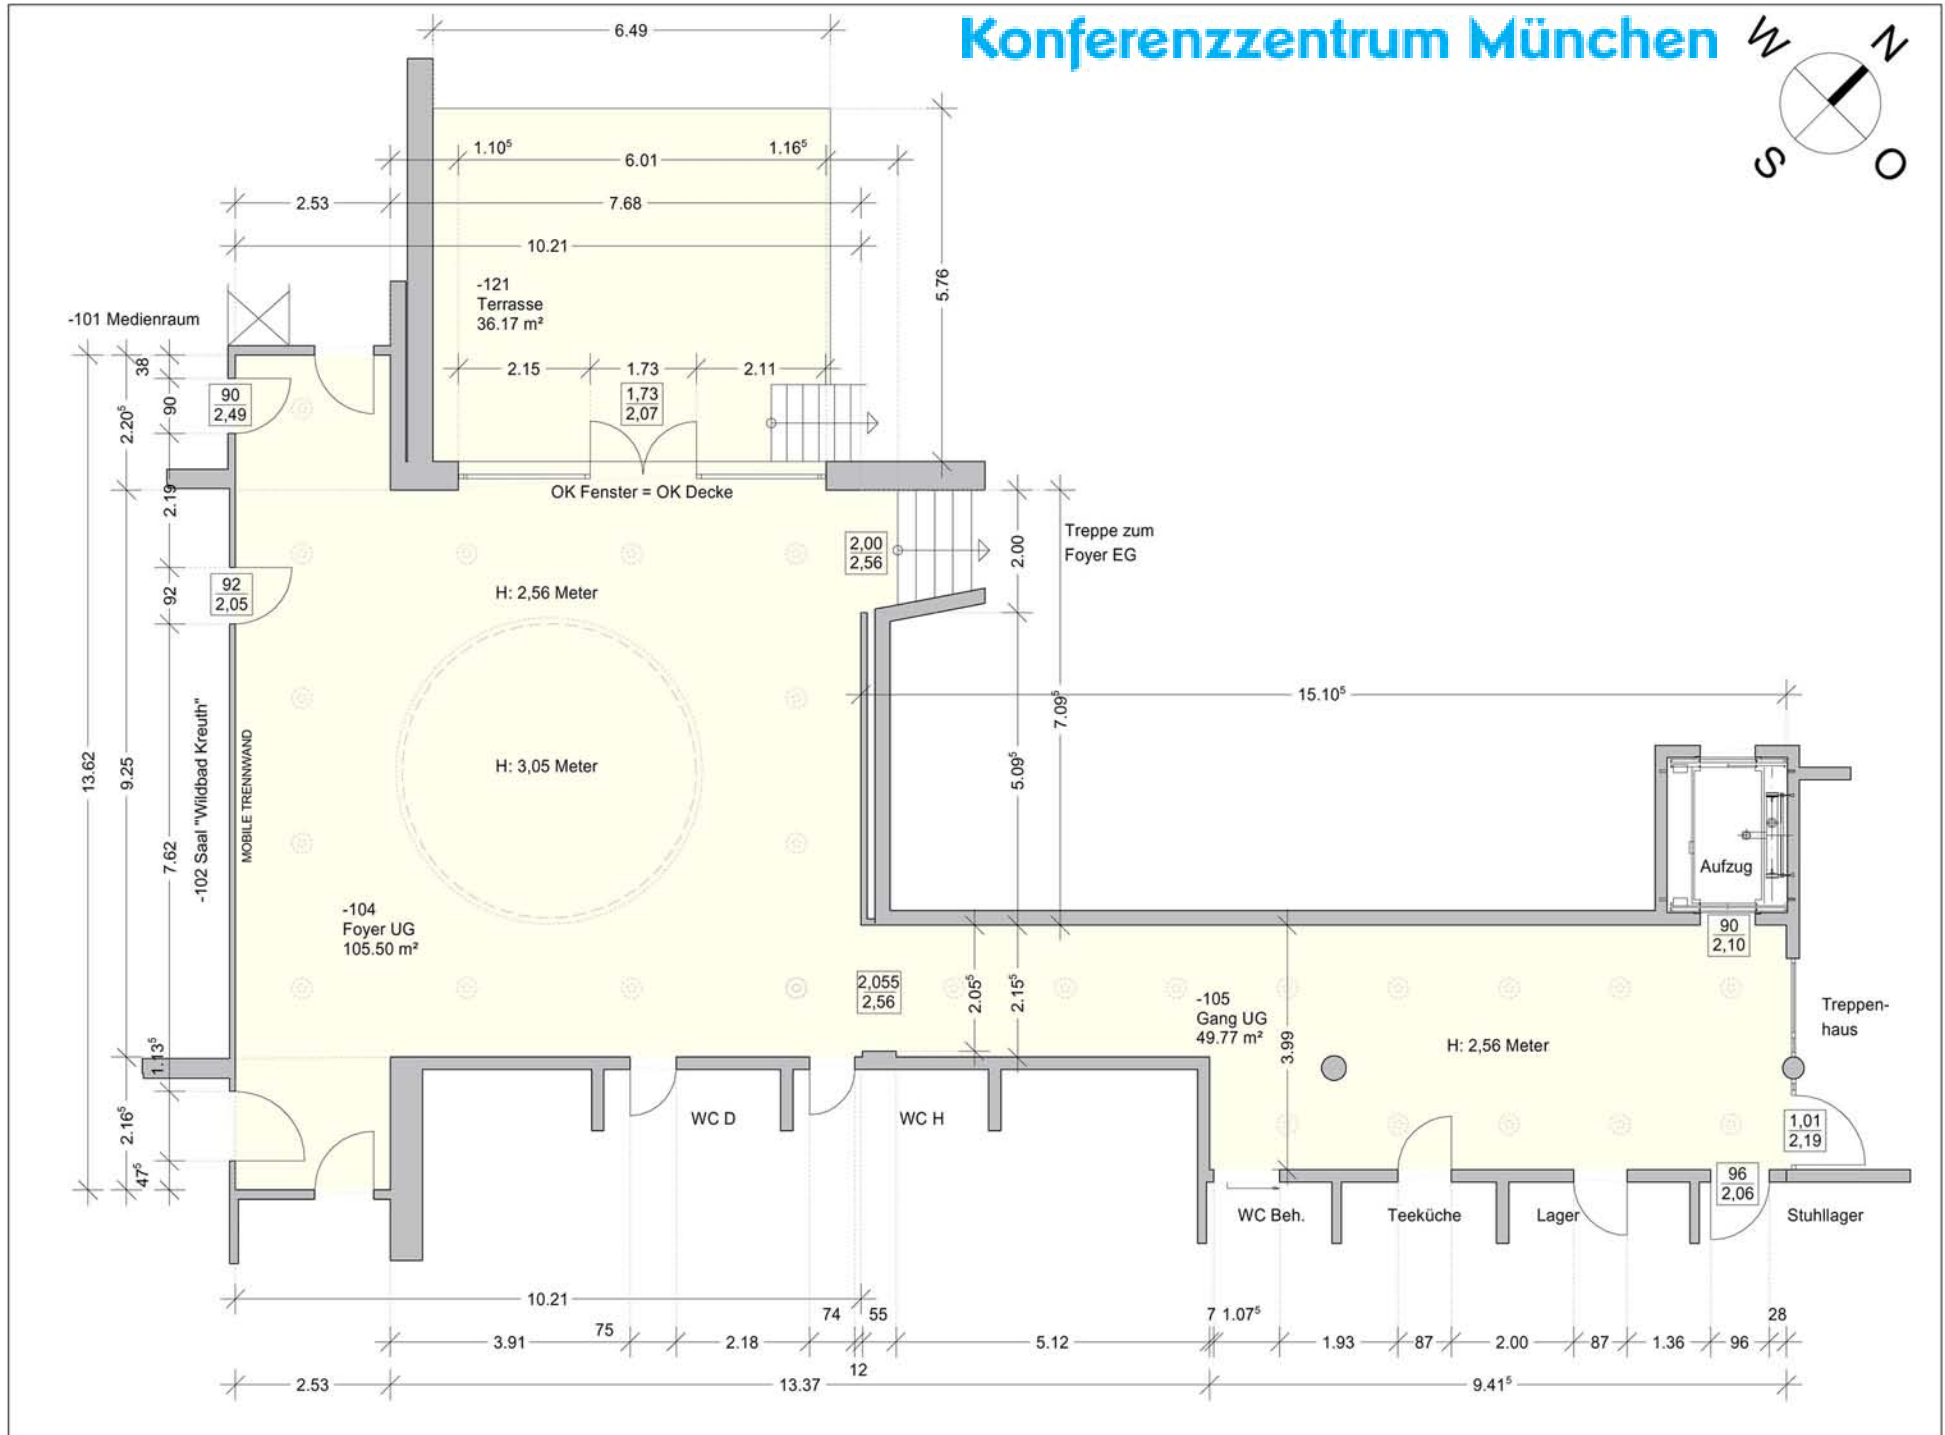 Konferenzzentrum München
W
N
S
O
6.49
1.10⁵
6.01
1.16⁵
2.53
7.68
10.21
5.76
-121
Terrasse
36.17 m²
-101 Medienraum
38
90
2.20⁵
2.19
92
13.62
9.25
7.62
1.13⁵
2.16⁵
47⁵
90
2,49
2.15
1.73
2.11
1,73
2,07
OK Fenster = OK Decke
92
2,05
H: 2,56 Meter
2,00
2,56
2.00
Treppe zum
Foyer EG
-102 Saal "Wildbad Kreuth"
MOBILE TRENNWAND
H: 3,05 Meter
7.09⁵
5.09⁵
15.10⁵
Aufzug
90
2,10
-104
Foyer UG
105.50 m²
2,055
2,56
2.05⁵
2.15⁵
-105
Gang UG
49.77 m²
3.99
H: 2,56 Meter
Treppen-
haus
1,01
2,19
WC D
WC H
96
2,06
WC Beh.
Teeküche
Lager
Stuhllager
10.21
74
55
7
1.07⁵
28
3.91
75
2.18
12
5.12
1.93
87
2.00
87
1.36
96
2.53
13.37
9.41⁵